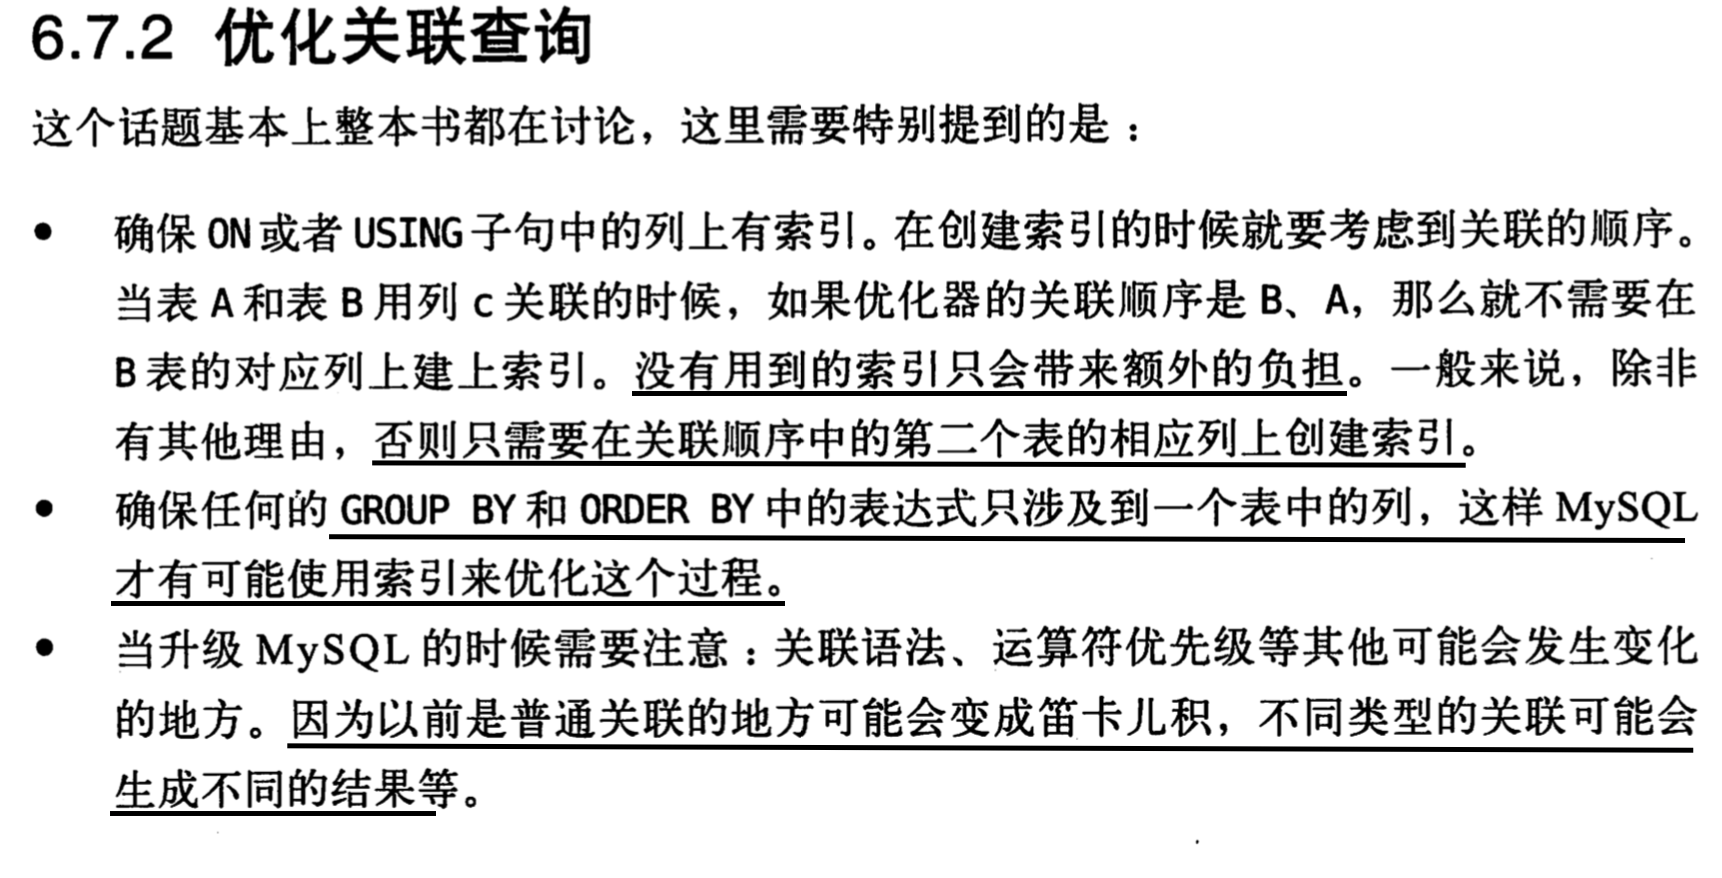 6.7.2 优化关联查询
这个话题基本上整本书都在讨论，这里需要特别提到的是：
● 确保 ON 或者 USING 子句中的列上有索引。在创建索引的时候就要考虑到关联的顺序。
当表 A 和表 B 用列 c 关联的时候，如果优化器的关联顺序是 B、A，那么就不需要在
B 表的对应列上建上索引。没有用到的索引只会带来额外的负担。一般来说，除非
有其他理由，否则只需要在关联顺序中的第二个表的相应列上创建索引。
● 确保任何的 GROUP BY 和 ORDER BY 中的表达式只涉及到一个表中的列，这样 MySQL
才有可能使用索引来优化这个过程。
● 当升级 MySQL 的时候需要注意：关联语法、运算符优先级等其他可能会发生变化
的地方。因为以前是普通关联的地方可能会变成笛卡儿积，不同类型的关联可能会
生成不同的结果等。